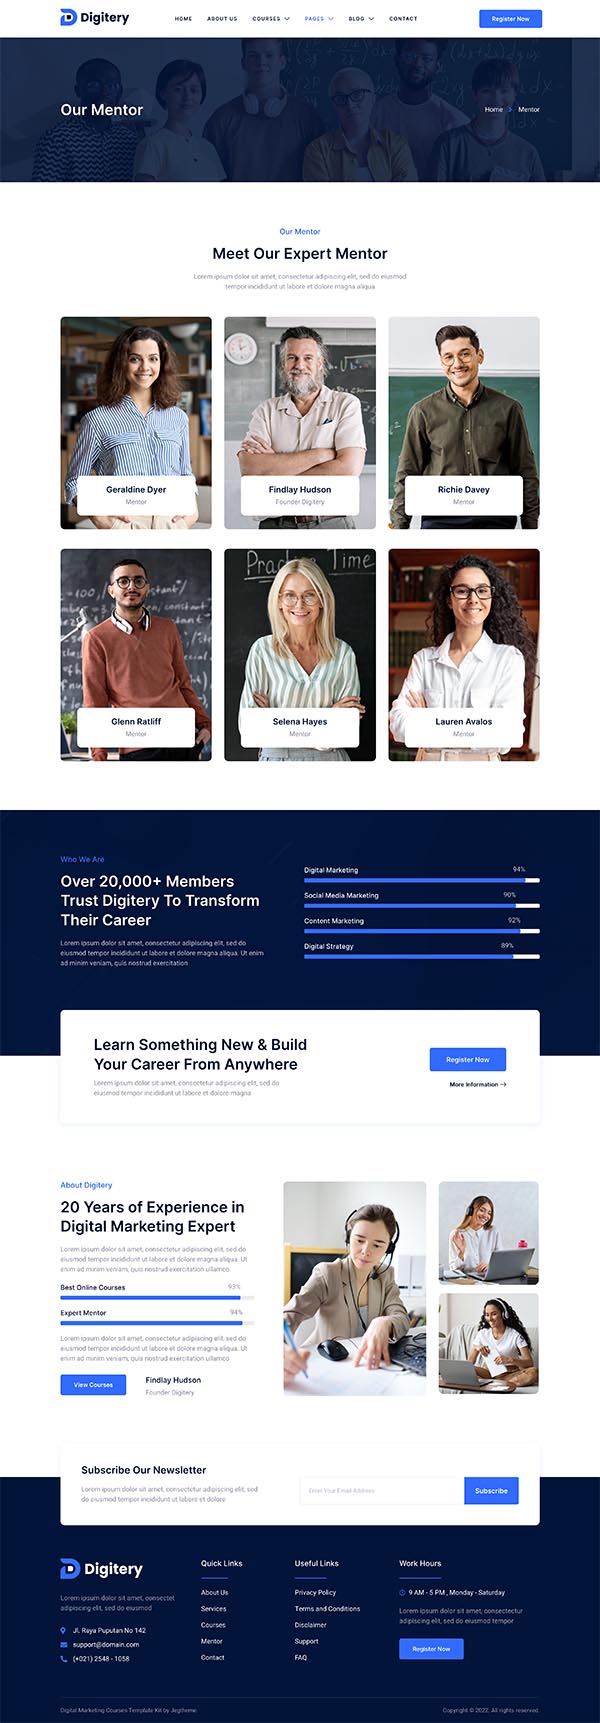 Digitery
HOME ABOUT US COURSES PAGES BLOG CONTACT
Register Now
Our Mentor
Home Mentor
Our Mentor
Meet Our Expert Mentor
Lorem ipsum dolor sit amet, consectetur adipiscing elit, sed do eiusmod
tempor incididunt ut labore et dolore magna aliqua
Geraldine Dyer
Mentor
Findlay Hudson
Founder Digitery
Richie Davey
Mentor
Practice Time
Glenn Ratliff
Mentor
Selena Hayes
Mentor
Lauren Avalos
Mentor
Who We Are
Over 20,000+ Members
Trust Digitery To Transform
Their Career
Lorem ipsum dolor sit amet, consectetur adipiscing elit, sed do
eiusmod tempor incididunt ut labore et dolore magna aliqua. Ut enim
ad minim veniam, quis nostrud exercitation
Digital Marketing 94%
Social Media Marketing 90%
Content Marketing 92%
Digital Strategy 89%
Learn Something New & Build
Your Career From Anywhere
Lorem ipsum dolor sit amet, consectetur adipiscing elit, sed do
eiusmod tempor incididunt ut labore et dolore magna
Register Now
More Information →
About Digitery
20 Years of Experience in
Digital Marketing Expert
Lorem ipsum dolor sit amet, consectetur adipiscing elit, sed do
eiusmod tempor incididunt ut labore et dolore magna aliqua. Ut
enim ad minim veniam, quis nostrud exercitation ullamco
Best Online Courses 93%
Expert Mentor 94%
Lorem ipsum dolor sit amet, consectetur adipiscing elit, sed do
eiusmod tempor incididunt ut labore et dolore magna aliqua. Ut
enim ad minim veniam, quis nostrud exercitation ullamco
View Courses
Findlay Hudson
Founder Digitery
Subscribe Our Newsletter
Lorem ipsum dolor sit amet, consectetur adipiscing elit, sed
do eiusmod tempor incididunt ut labore et dolore
Enter Your Email Address
Subscribe
Digitery
Lorem ipsum dolor sit amet, consectet
adipiscing elit, sed do eiusmod
Jl. Raya Puputan No 142
support@domain.com
(+021) 2548 - 1058
Quick Links
About Us
Services
Courses
Mentor
Contact
Useful Links
Privacy Policy
Terms and Conditions
Disclaimer
Support
FAQ
Work Hours
9 AM - 5 PM , Monday - Saturday
Lorem ipsum dolor sit amet, consectetur
adipiscing elit, sed do eiusmod tempor
Register Now
Digital Marketing Courses Template Kit by Jegtheme.
Copyright © 2022. All rights reserved.